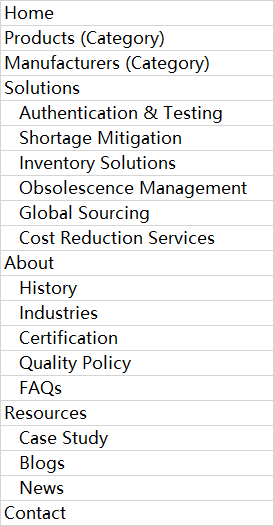 Home
Products (Category)
Manufacturers (Category)
Solutions
Authentication & Testing
Shortage Mitigation
Inventory Solutions
Obsolescence Management
Global Sourcing
Cost Reduction Services
About
History
Industries
Certification
Quality Policy
FAQs
Resources
Case Study
Blogs
News
Contact